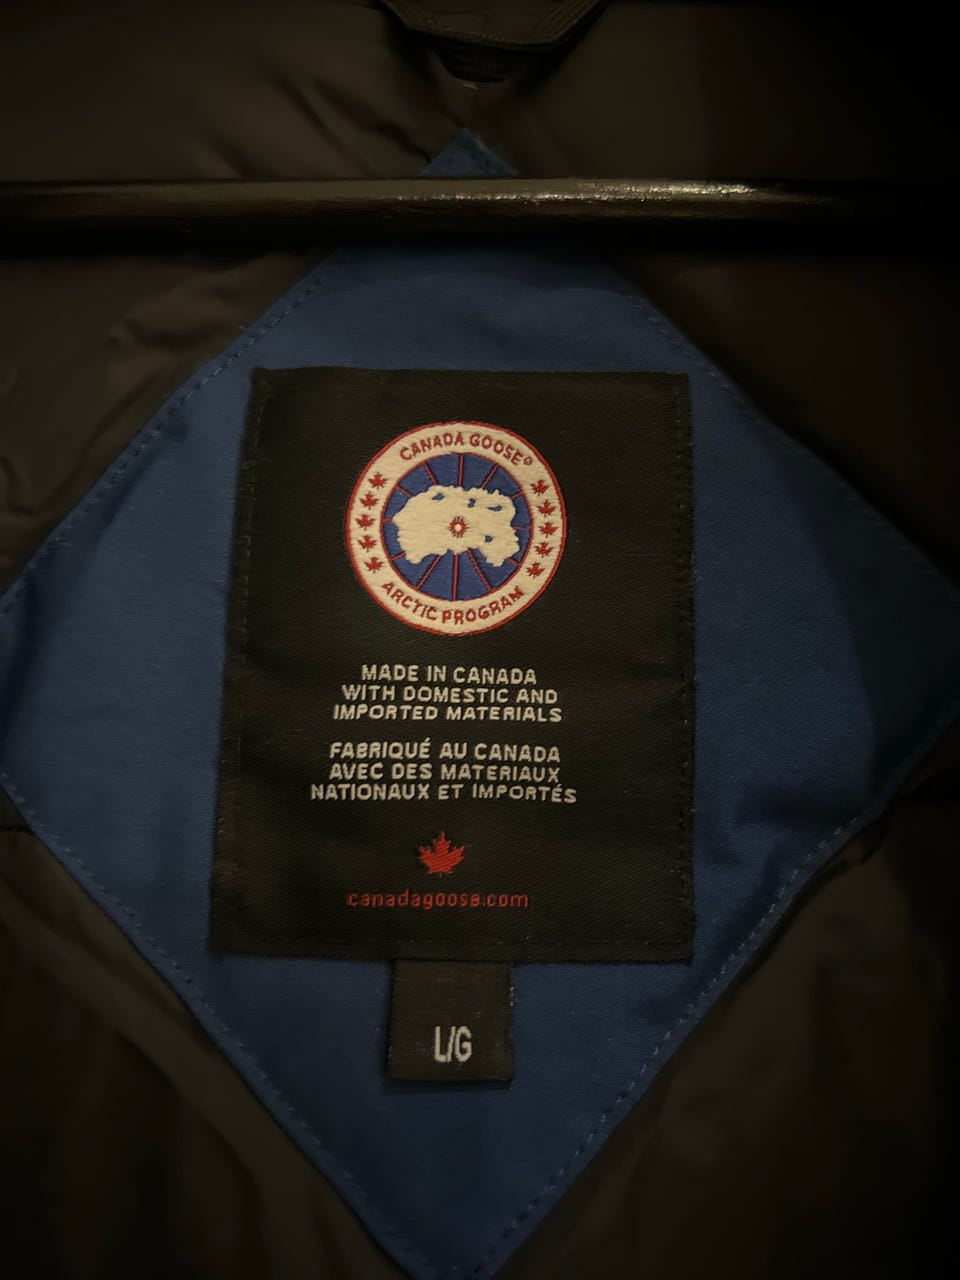 CANADA GOOSE®
ARCTIC PROGRAM
MADE IN CANADA
WITH DOMESTIC AND
IMPORTED MATERIALS
FABRIQUÉ AU CANADA
AVEC DES MATERIAUX
NATIONAUX ET IMPORTÉS
canadagoose.com
L/G